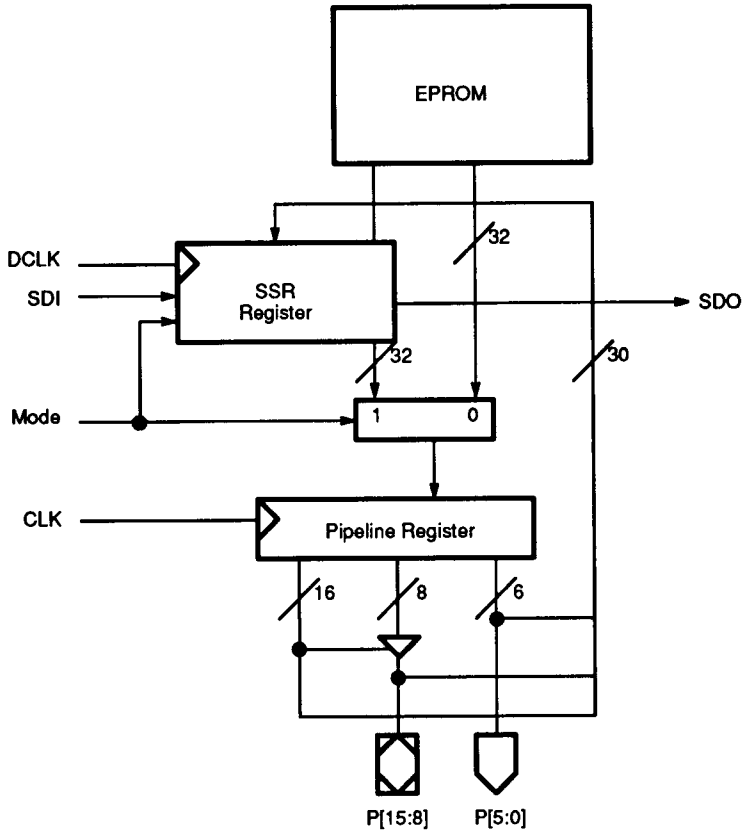 EPROM
32
DCLK
SDI
SSR
Register
SDO
32
30
Mode
1
0
CLK
Pipeline Register
16
8
6
P[15:8]
P[5:0]